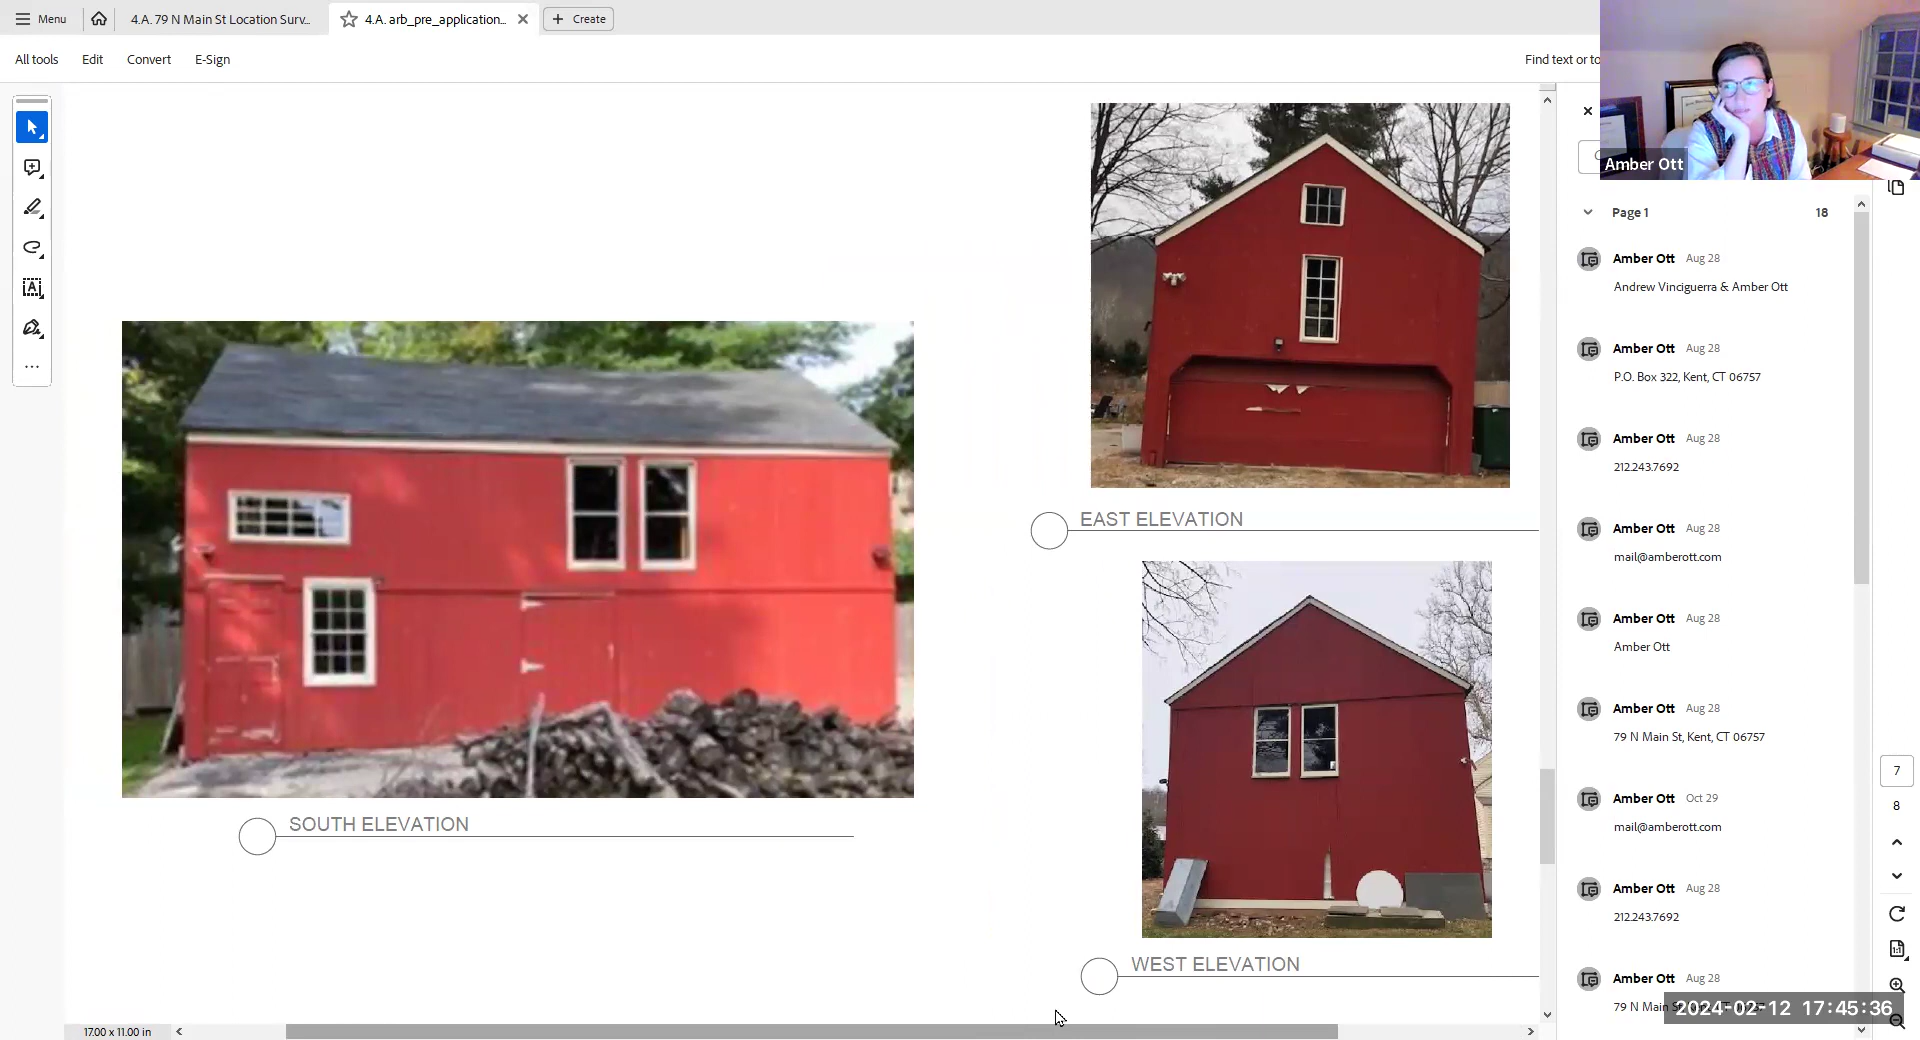 Menu
4.A. 79 N Main St Location Surv...
4.A. arb_pre_application...
Create
All tools
Edit
Convert
E-Sign
Find text or to
Amber Ott
EAST ELEVATION
SOUTH ELEVATION
WEST ELEVATION
Page 1
18
Amber Ott Aug 28
Andrew Vinciguerra & Amber Ott
Amber Ott Aug 28
P.O. Box 322, Kent, CT 06757
Amber Ott Aug 28
212.243.7692
Amber Ott Aug 28
mail@amberott.com
Amber Ott Aug 28
Amber Ott
Amber Ott Aug 28
79 N Main St, Kent, CT 06757
Amber Ott Oct 29
mail@amberott.com
Amber Ott Aug 28
212.243.7692
Amber Ott Aug 28
79 N Main
7
8
1:1
2024-02-12 17:45:36
17.00 x 11.00 in